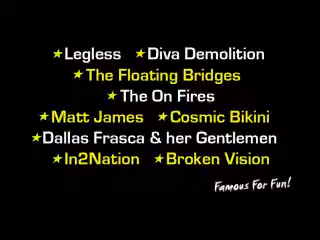 ★Legless ★Diva Demolition
★The Floating Bridges
★The On Fires
★Matt James ★Cosmic Bikini
★Dallas Frasca & her Gentlemen
★In2Nation ★Broken Vision
Famous For Fun!